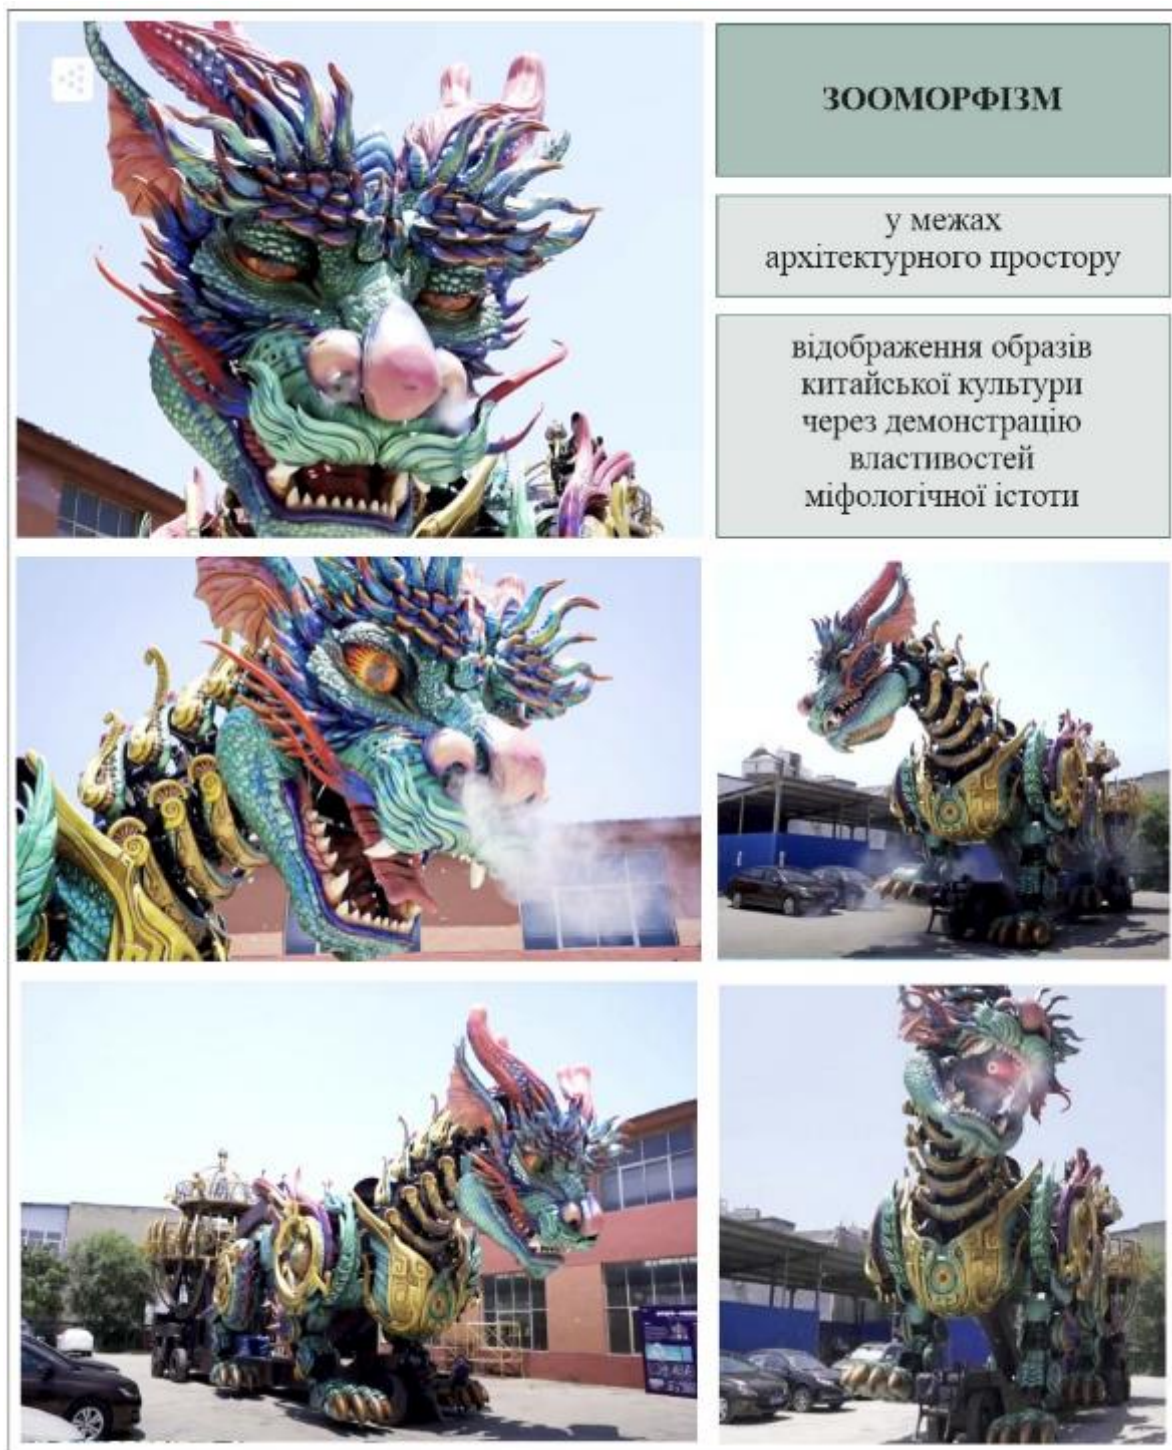 ЗООМОРФІЗМ
у межах
архітектурного простору
відображення образів
китайської культури
через демонстрацію
властивостей
міфологічної істоти